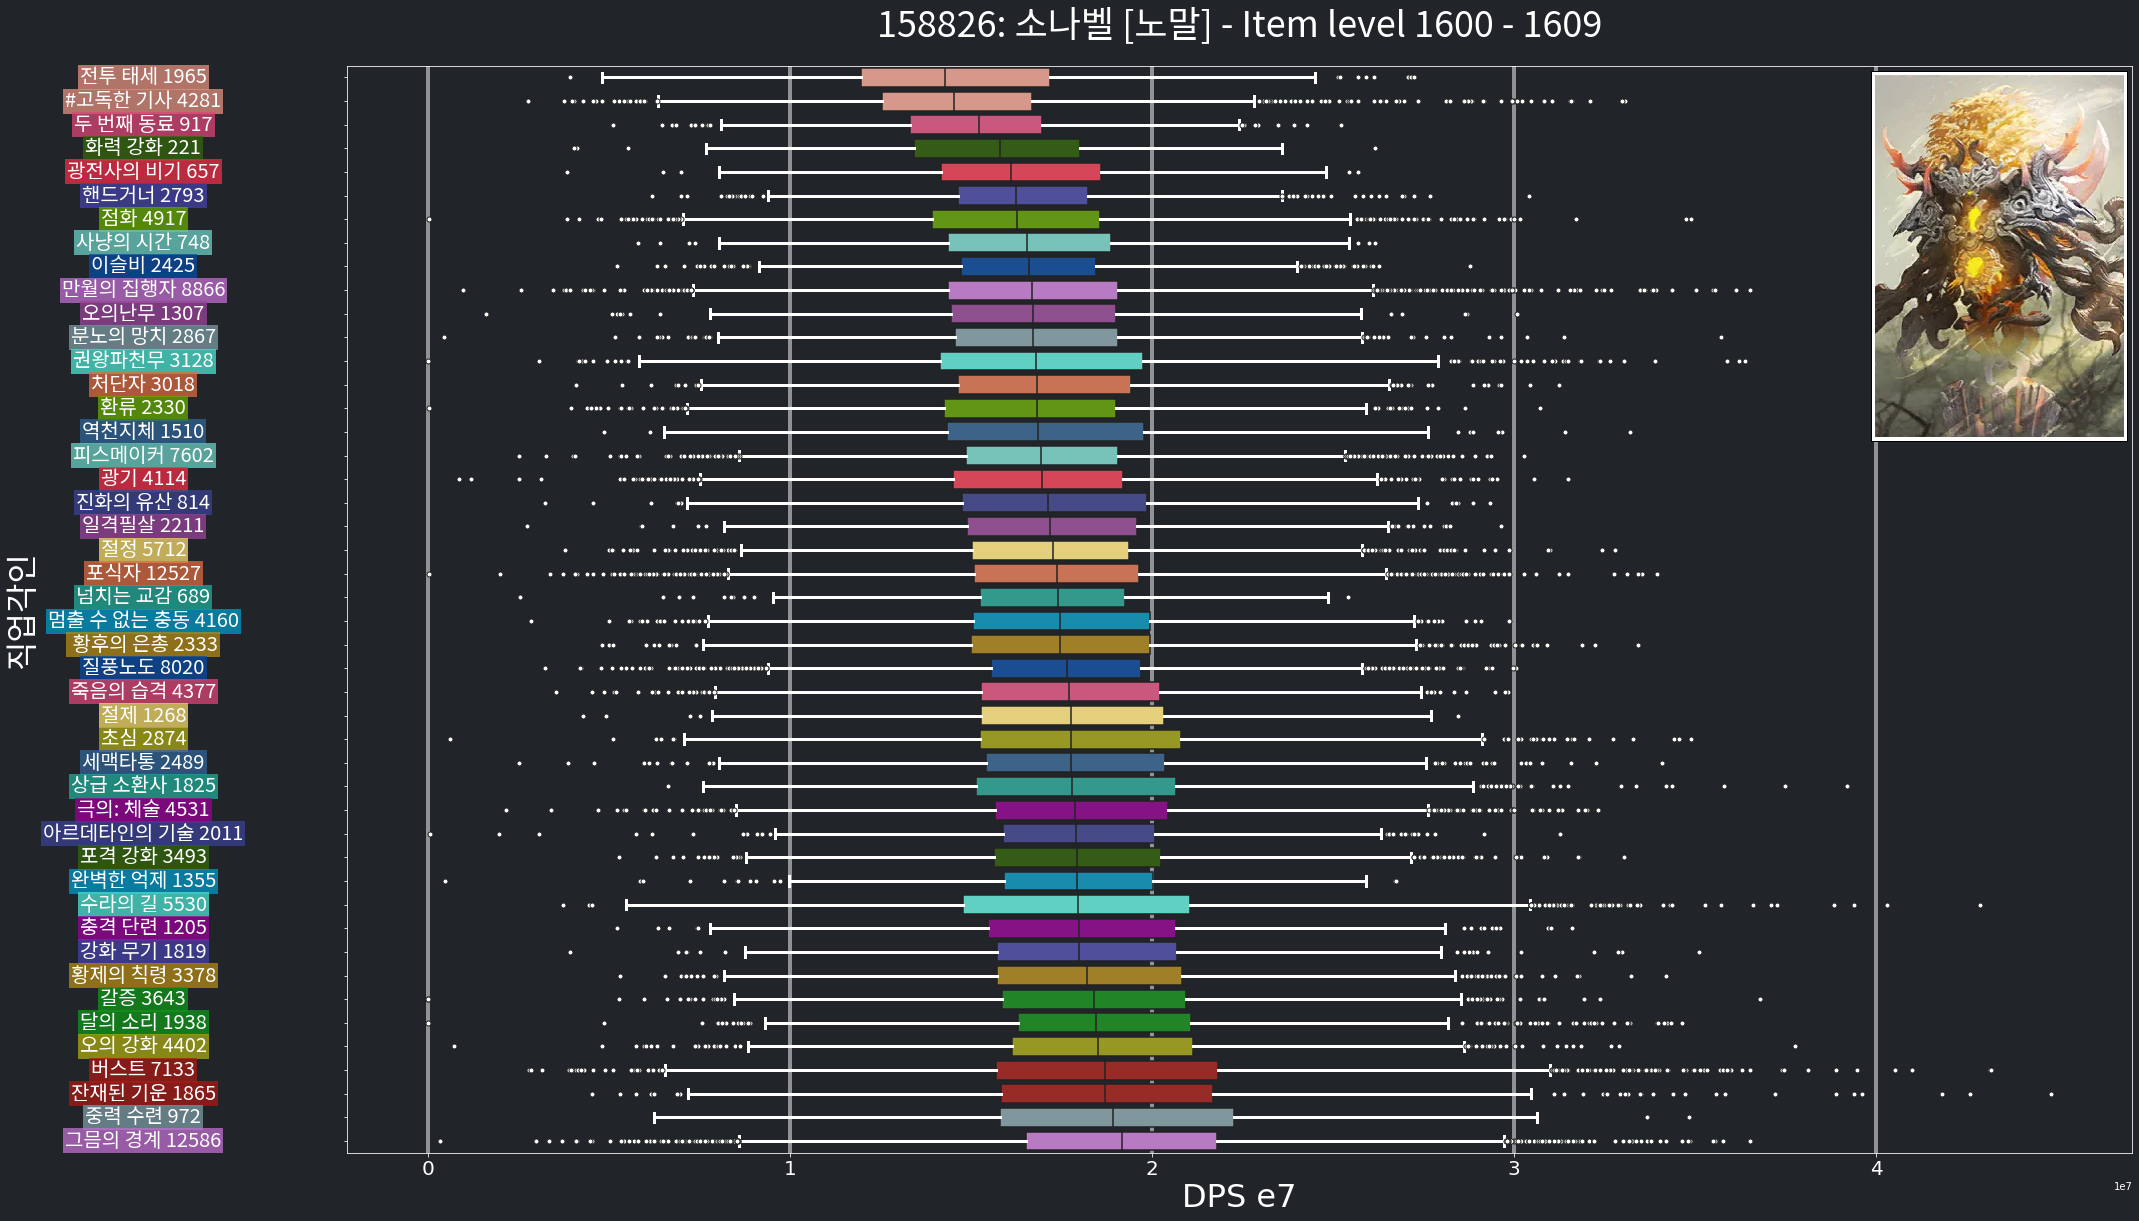 158826: 소나벨 [노말] - Item level 1600 - 1609
전투 태세 1965
#고독한 기사 4281
두 번째 동료 917
화력 강화 221
광전사의 비기 657
핸드거너 2793
점화 4917
사냥의 시간 748
이슬비 2425
만월의 집행자 8866
오의난무 1307
분노의 망치 2867
권왕파천무 3128
처단자 3018
환류 2330
역천지체 1510
피스메이커 7602
광기 4114
진화의 유산 814
일격필살 2211
절정 5712
포식자 12527
넘치는 교감 689
멈출 수 없는 충동 4160
황후의 은총 2333
질풍노도 8020
죽음의 습격 4377
절제 1268
초심 2874
세맥타통 2489
상급 소환사 1825
극의: 체술 4531
아르데타인의 기술 2011
포격 강화 3493
완벽한 억제 1355
수라의 길 5530
충격 단련 1205
강화 무기 1819
황제의 칙령 3378
갈증 3643
달의 소리 1938
오의 강화 4402
버스트 7133
잔재된 기운 1865
중력 수련 972
그믐의 경계 12586
직업각인
0 1 2 3 4
DPS e7
1e7